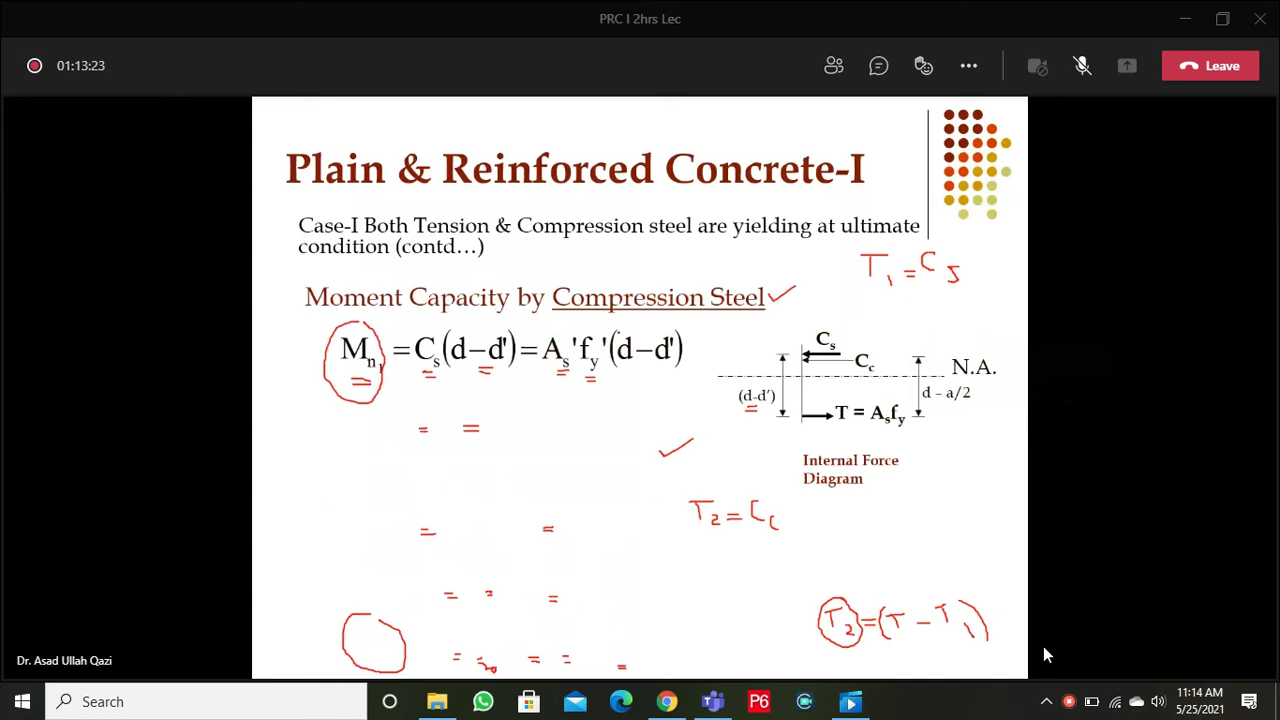 PRC I 2hrs Lec
01:13:23
Leave
Plain & Reinforced Concrete-I
Case-I Both Tension & Compression steel are yielding at ultimate
condition (contd…)
T₁ = Cs
Moment Capacity by Compression Steel ✓
Mn₁ = Cs(d−d') = As'fy'(d−d')
Cs
Cc
N.A.
(d-d′)
d – a/2
T = Asfy
Internal Force
Diagram
T₂ = Cc
T₂ = (T − T₁)
Dr. Asad Ullah Qazi
Search
P6
11:14 AM
5/25/2021